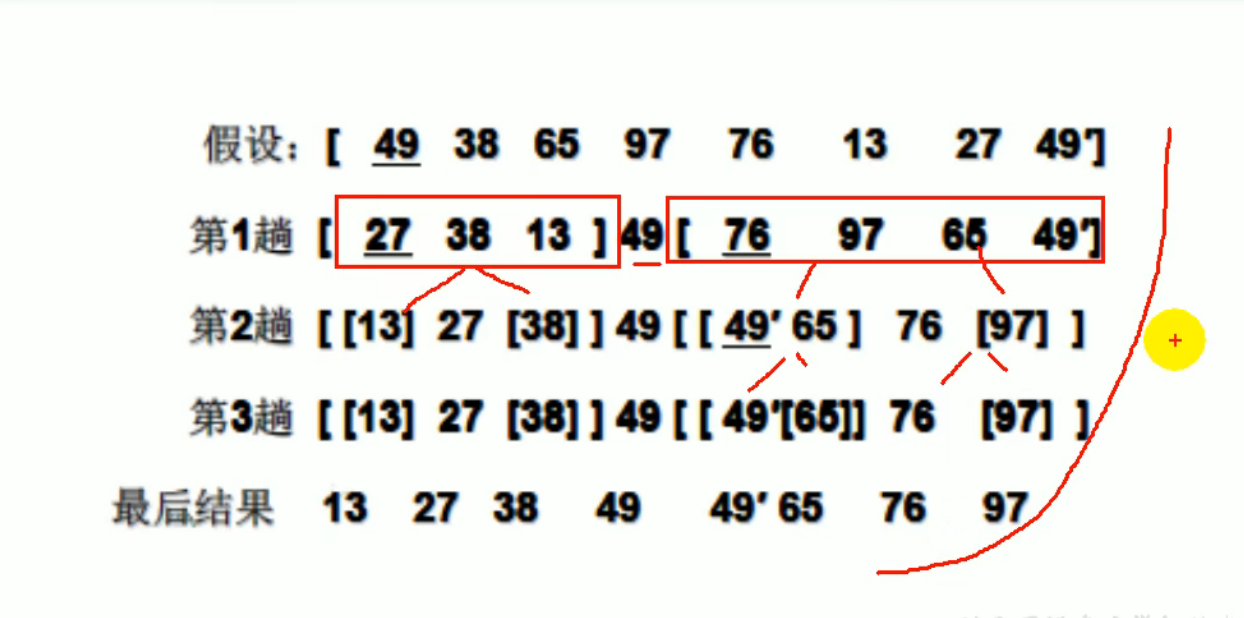 假设： [ 49 38 65 97 76 13 27 49′]
第1趟 [ 27 38 13 ] 49 [ 76 97 65 49′]
第2趟 [ [13] 27 [38] ] 49 [ [ 49′ 65 ] 76 [97] ]
第3趟 [ [13] 27 [38] ] 49 [ [ 49′[65]] 76 [97] ]
最后结果 13 27 38 49 49′ 65 76 97